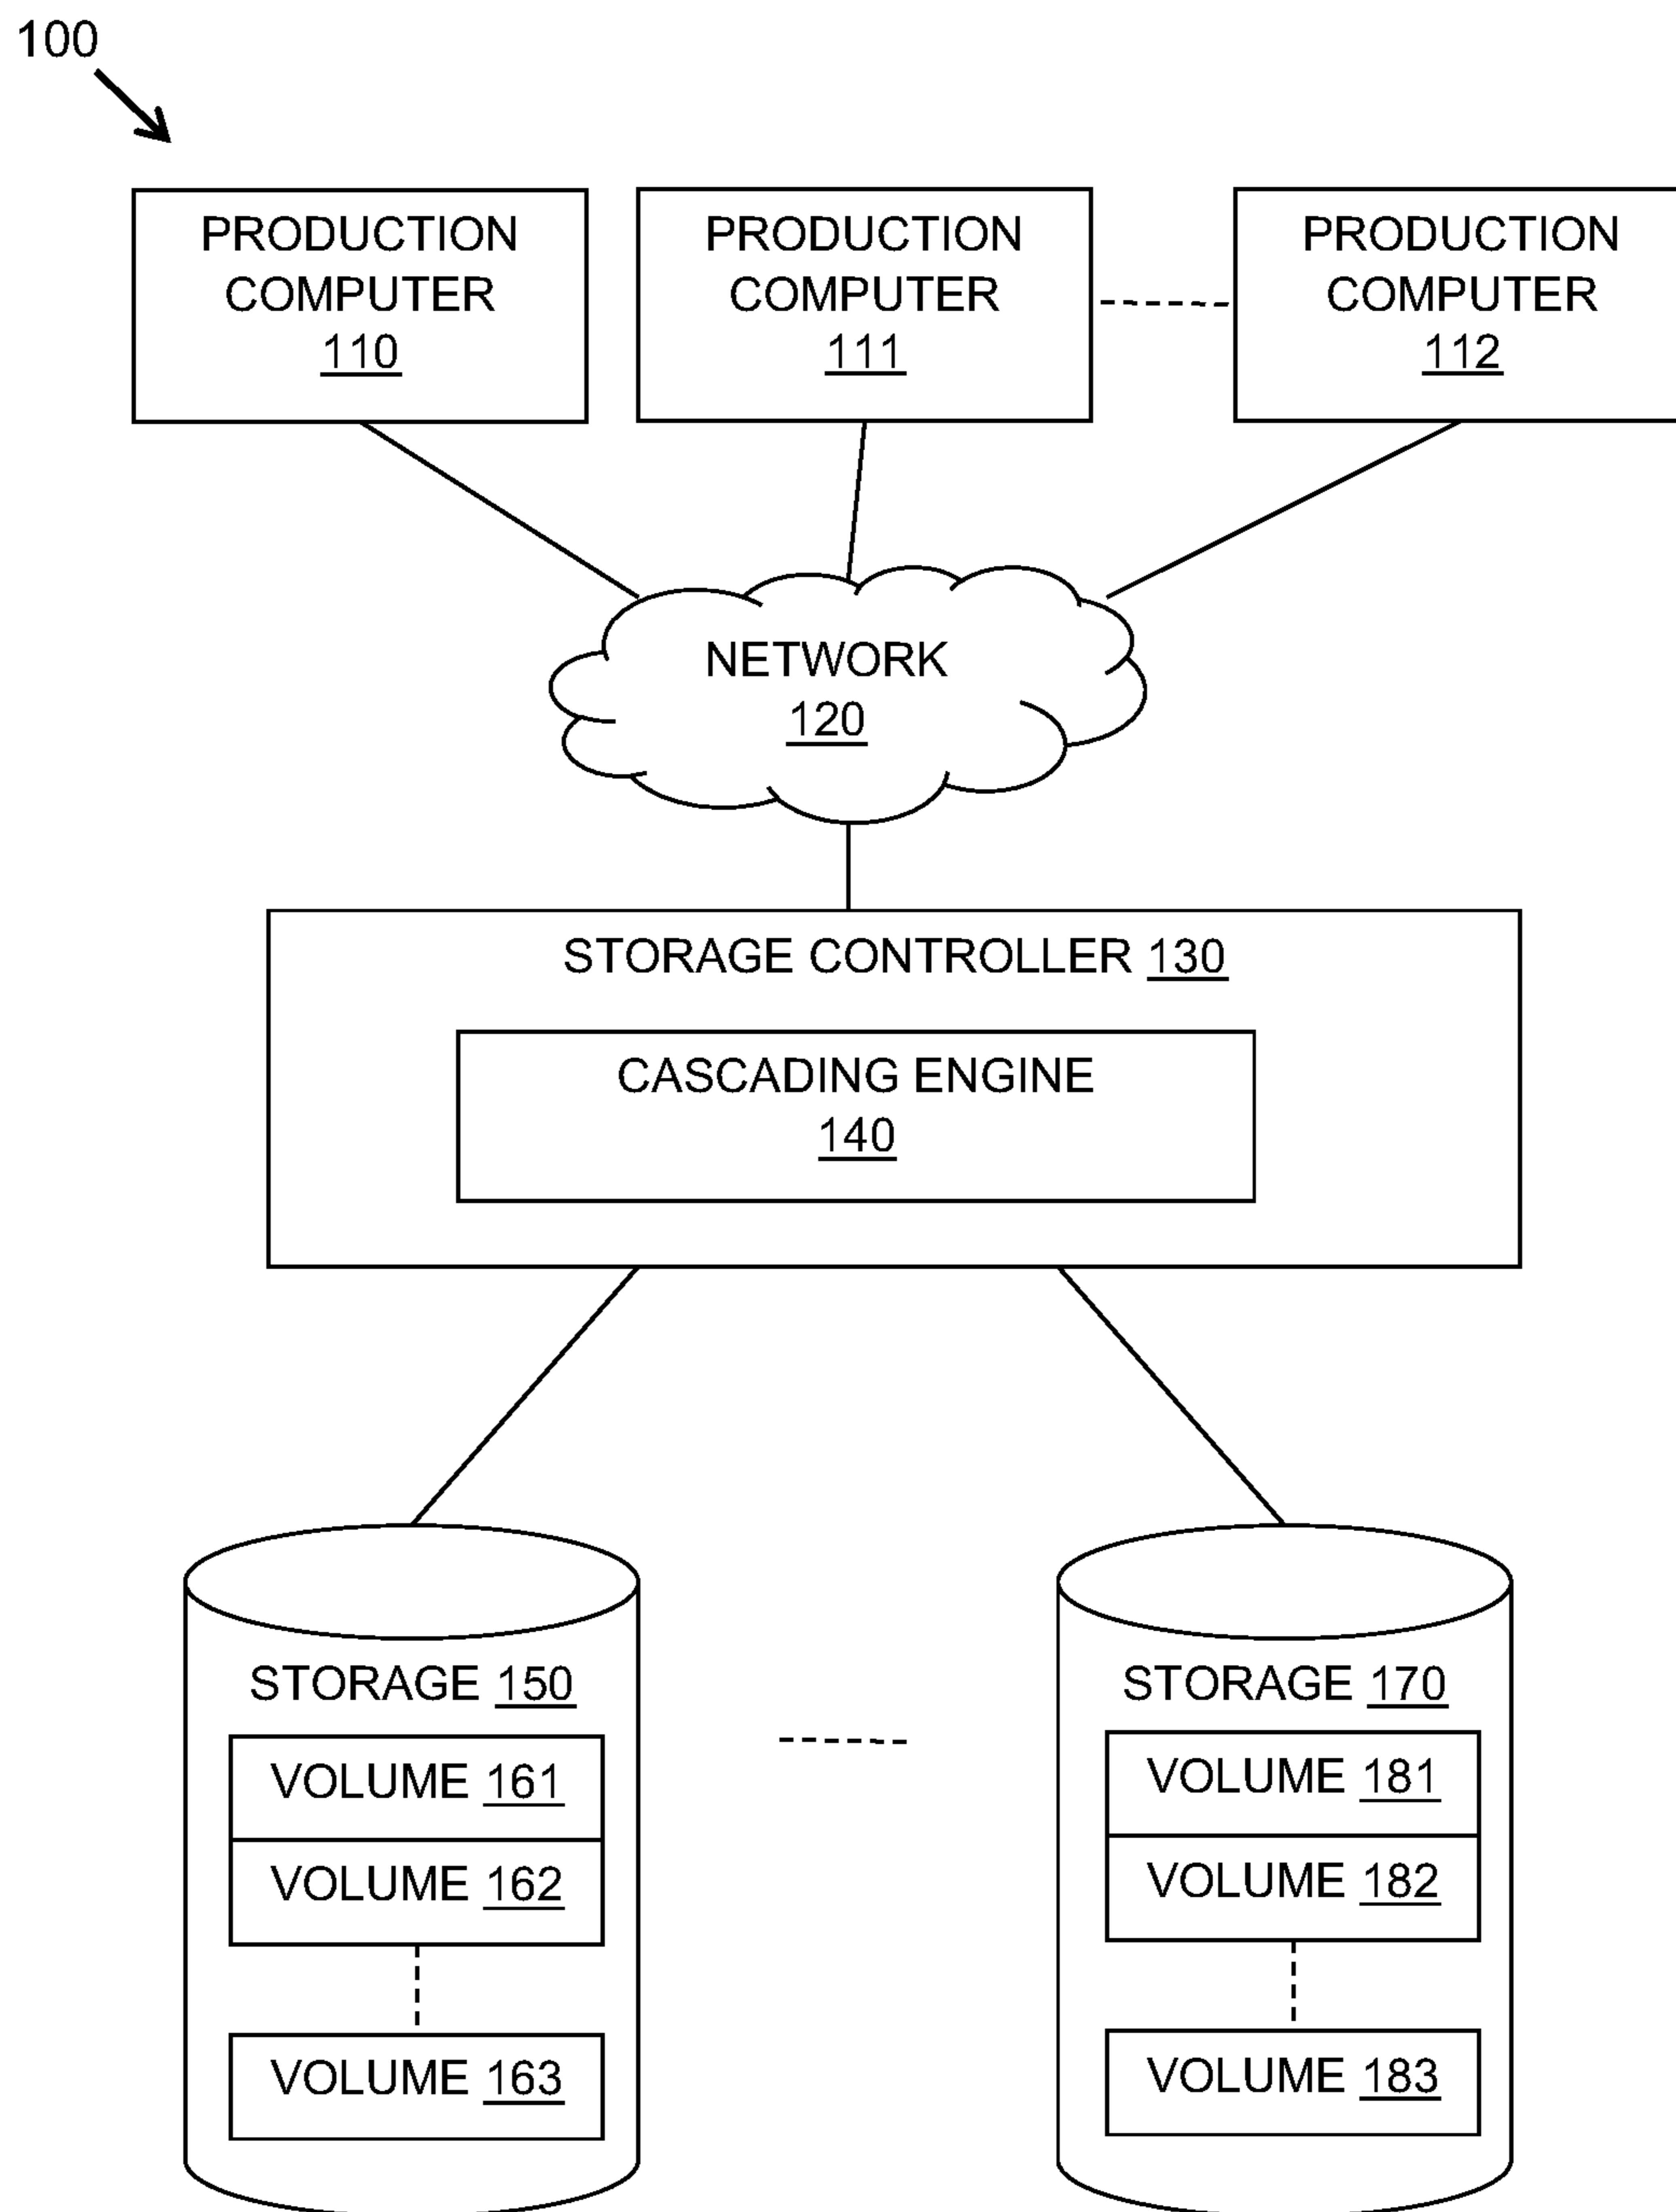 100
PRODUCTION
COMPUTER
110
PRODUCTION
COMPUTER
111
PRODUCTION
COMPUTER
112
NETWORK
120
STORAGE CONTROLLER 130
CASCADING ENGINE
140
STORAGE 150
VOLUME 161
VOLUME 162
VOLUME 163
STORAGE 170
VOLUME 181
VOLUME 182
VOLUME 183